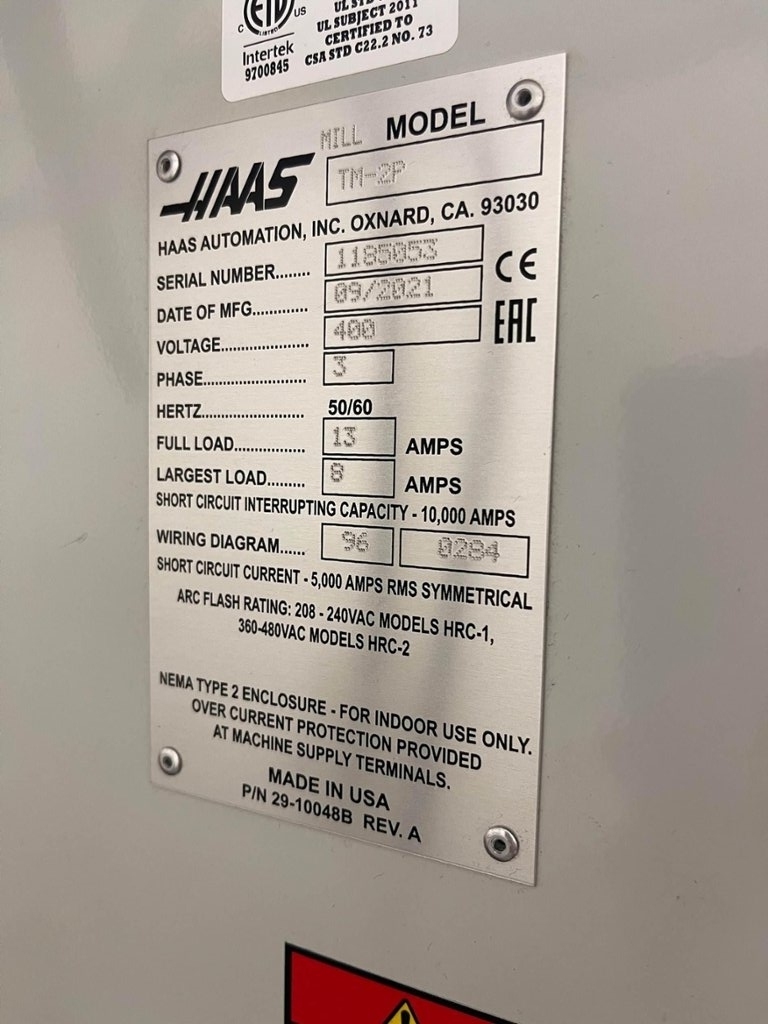 ETL
C US
LISTED
Intertek
9700845
UL SUBJECT 2011
CERTIFIED TO
CSA STD C22.2 NO. 73
HAAS
MILL MODEL
TM-2P
HAAS AUTOMATION, INC. OXNARD, CA. 93030
SERIAL NUMBER........ 1185053
DATE OF MFG............. 09/2021
VOLTAGE.................... 400
PHASE........................ 3
HERTZ........................ 50/60
FULL LOAD................. 13 AMPS
LARGEST LOAD......... 8 AMPS
CE
EAC
SHORT CIRCUIT INTERRUPTING CAPACITY - 10,000 AMPS
WIRING DIAGRAM...... 96 0284
SHORT CIRCUIT CURRENT - 5,000 AMPS RMS SYMMETRICAL
ARC FLASH RATING: 208 - 240VAC MODELS HRC-1,
360-480VAC MODELS HRC-2
NEMA TYPE 2 ENCLOSURE - FOR INDOOR USE ONLY.
OVER CURRENT PROTECTION PROVIDED
AT MACHINE SUPPLY TERMINALS.
MADE IN USA
P/N 29-10048B REV. A